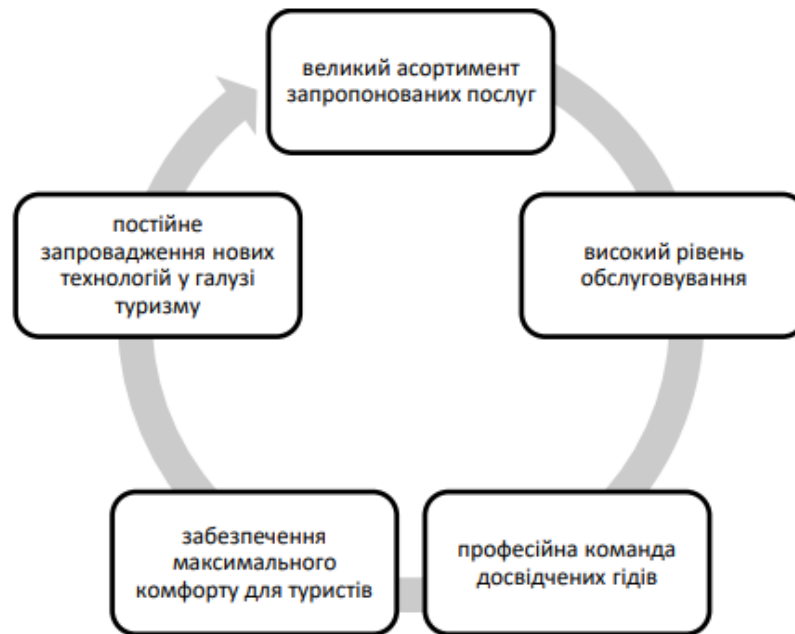 великий асортимент
запропонованих послуг
високий рівень
обслуговування
професійна команда
досвідчених гідів
забезпечення
максимального
комфорту для туристів
постійне
запровадження нових
технологій у галузі
туризму